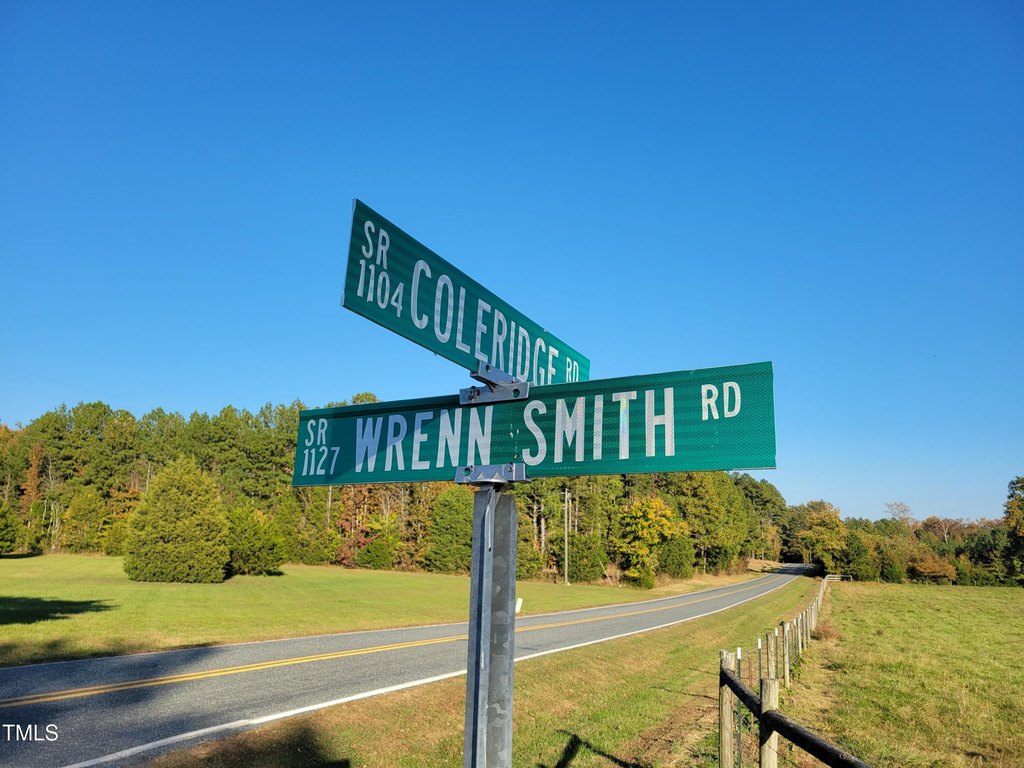 SR
1104 COLERIDGE RD
SR
1127 WRENN SMITH RD
TMLS